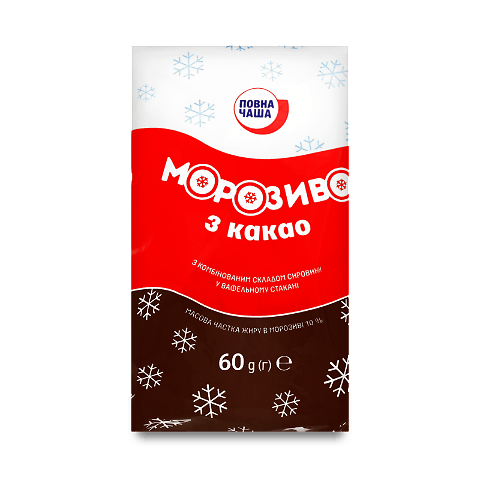 ПОВНА
ЧАША
МОРОЗИВО
з какао
З КОМБІНОВАНИМ СКЛАДОМ СИРОВИНИ
У ВАФЕЛЬНОМУ СТАКАНІ
МАСОВА ЧАСТКА ЖИРУ В МОРОЗИВІ 10 %
60 g (г) ℮